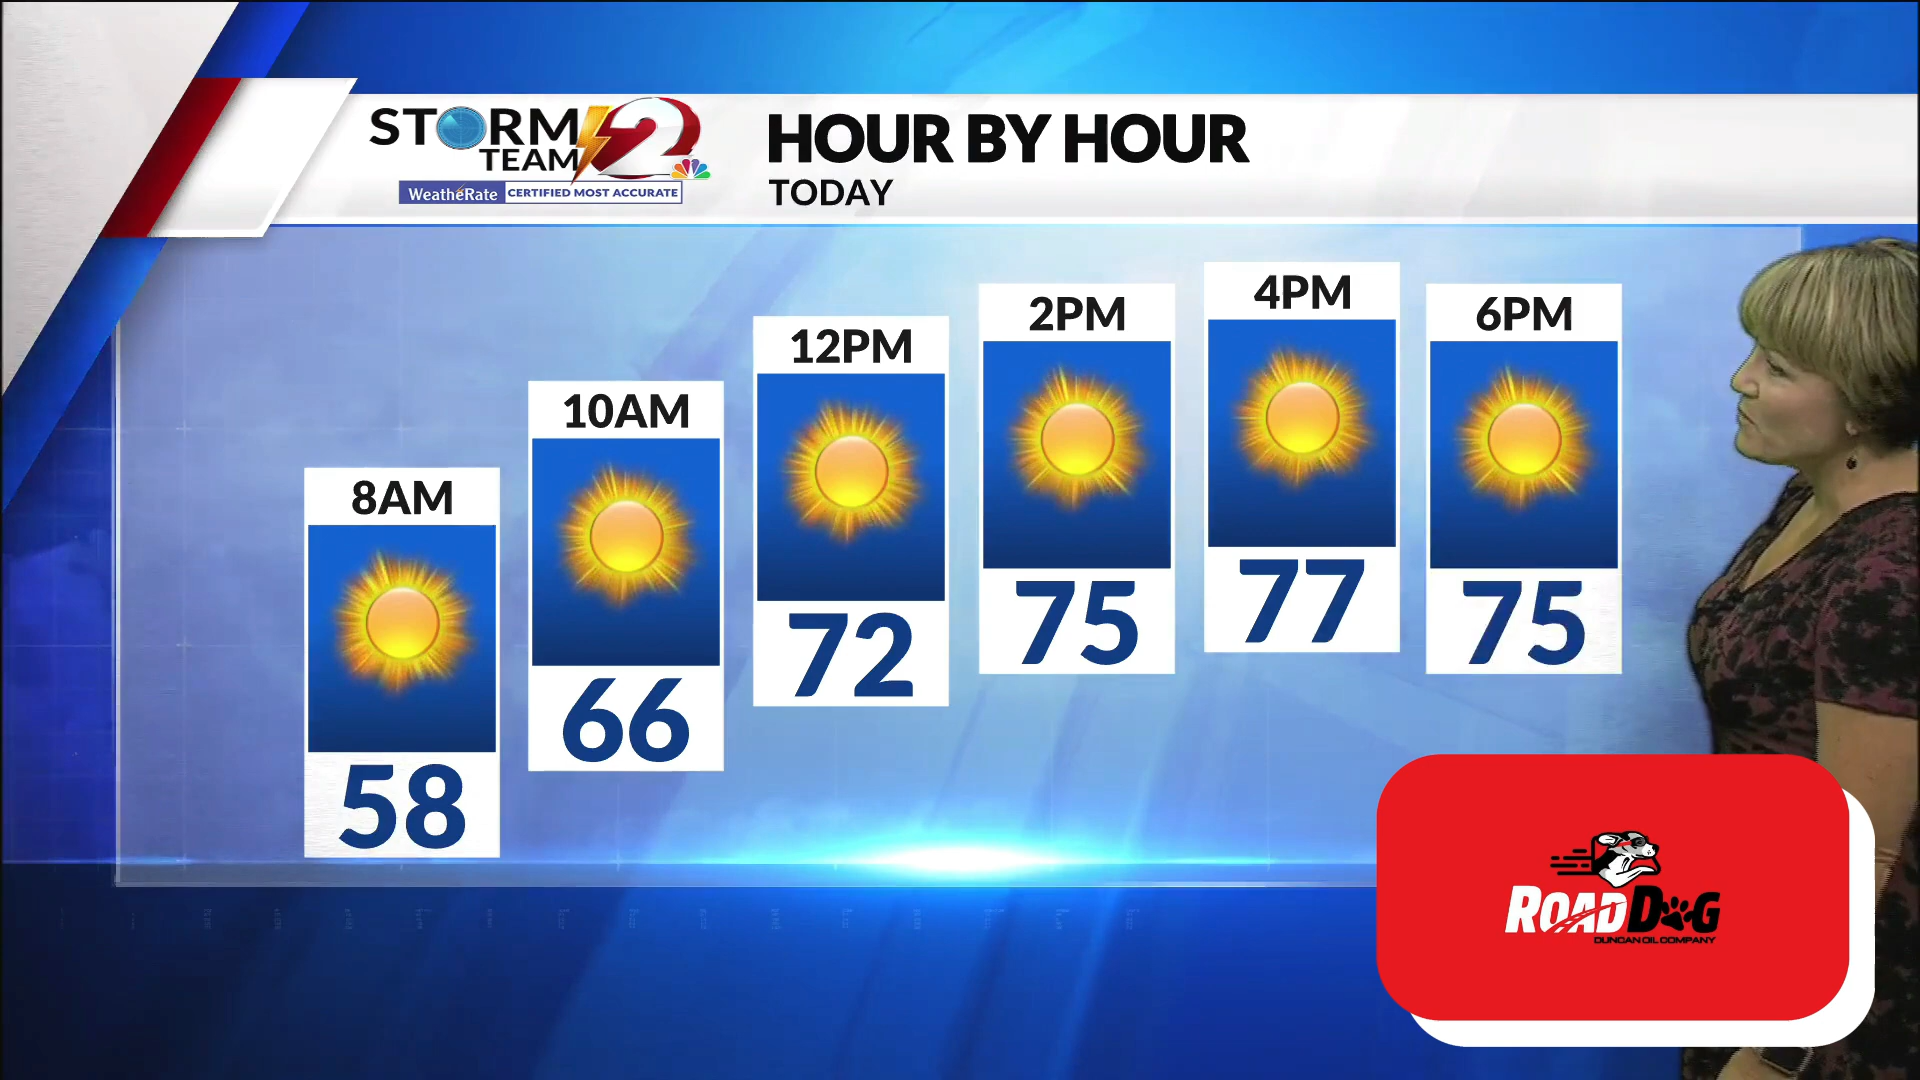 STORM
TEAM 2
WeatheRate CERTIFIED MOST ACCURATE
HOUR BY HOUR
TODAY
8AM
58
10AM
66
12PM
72
2PM
75
4PM
77
6PM
75
ROAD DOG
DUNCAN OIL COMPANY